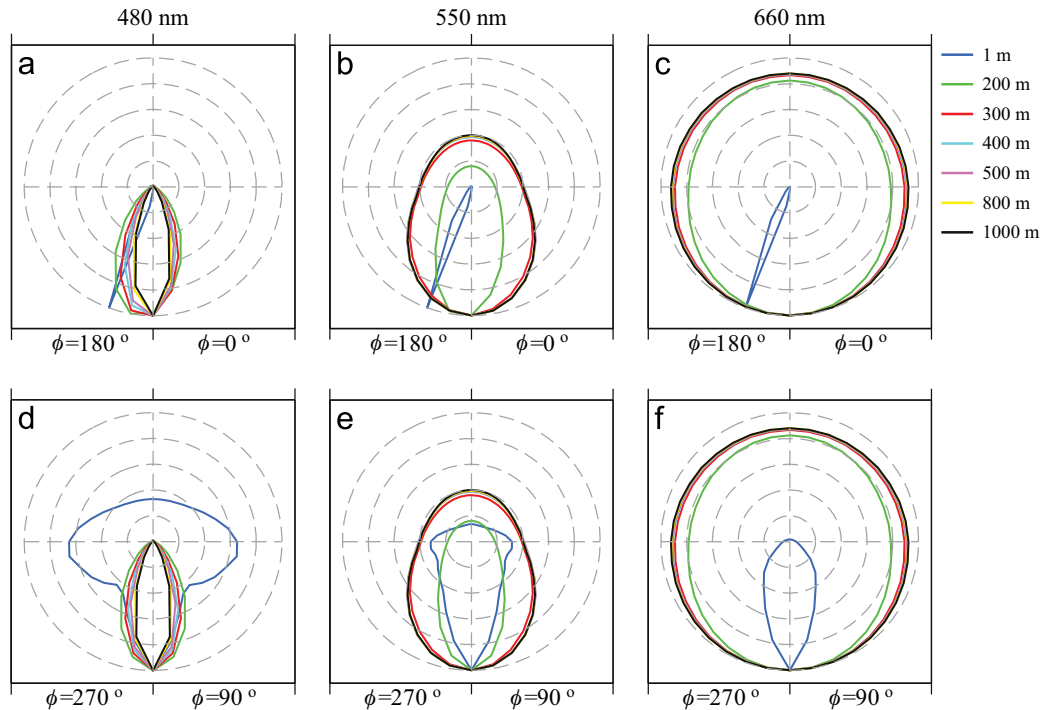 480 nm 550 nm 660 nm
a b c
1 m
200 m
300 m
400 m
500 m
800 m
1000 m
ϕ=180 º ϕ=0 º ϕ=180 º ϕ=0 º ϕ=180 º ϕ=0 º
d e f
ϕ=270 º ϕ=90 º ϕ=270 º ϕ=90 º ϕ=270 º ϕ=90 º